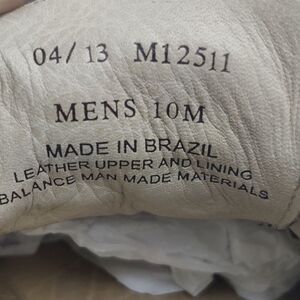 04/13 M12511
MENS 10M
MADE IN BRAZIL
LEATHER UPPER AND LINING
BALANCE MAN MADE MATERIALS